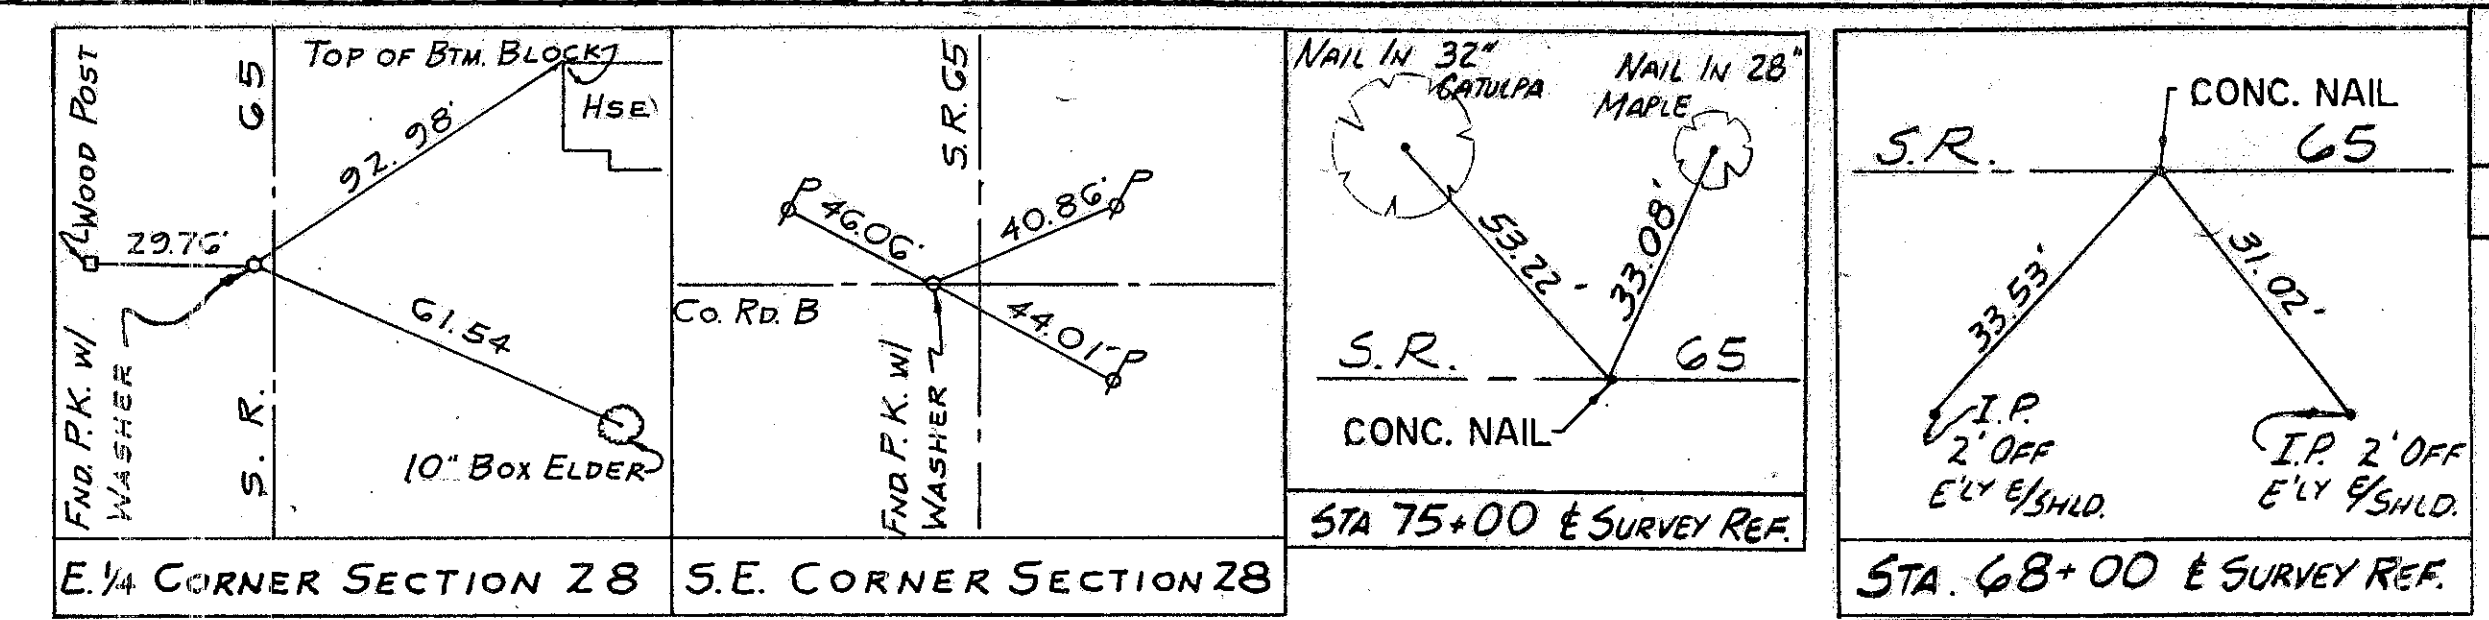 TOP OF BTM. BLOCK
HSE
WOOD POST
65
92.98'
29.76'
61.54
FND. P.K. W/
WASHER
S. R.
10" BOX ELDER
E. 1/4 CORNER SECTION 28
S.R. 65
P
46.06'
40.86'
P
CO. RD. B
44.01'
P
FND. P.K. W/
WASHER
S.E. CORNER SECTION 28
NAIL IN 32"
CATULPA
NAIL IN 28"
MAPLE
53.22'
33.08'
S.R. 65
CONC. NAIL
STA 75+00 ℄ SURVEY REF.
CONC. NAIL
S.R. 65
33.53'
31.02'
I.P.
2' OFF
E'LY E/SHLD.
I.P. 2' OFF
E'LY E/SHLD.
STA. 68+00 ℄ SURVEY REF.